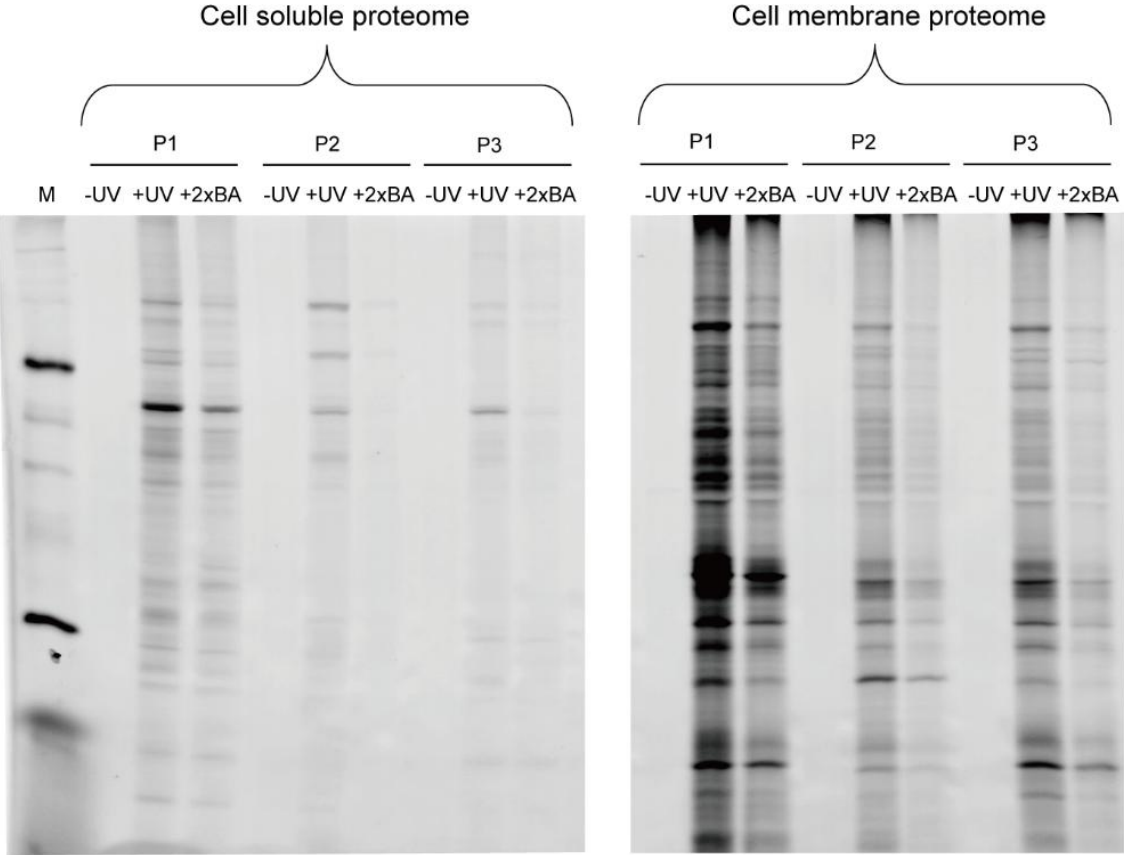 Cell soluble proteome Cell membrane proteome
P1 P2 P3 P1 P2 P3
M -UV +UV +2xBA -UV +UV +2xBA -UV +UV +2xBA -UV +UV +2xBA -UV +UV +2xBA -UV +UV +2xBA